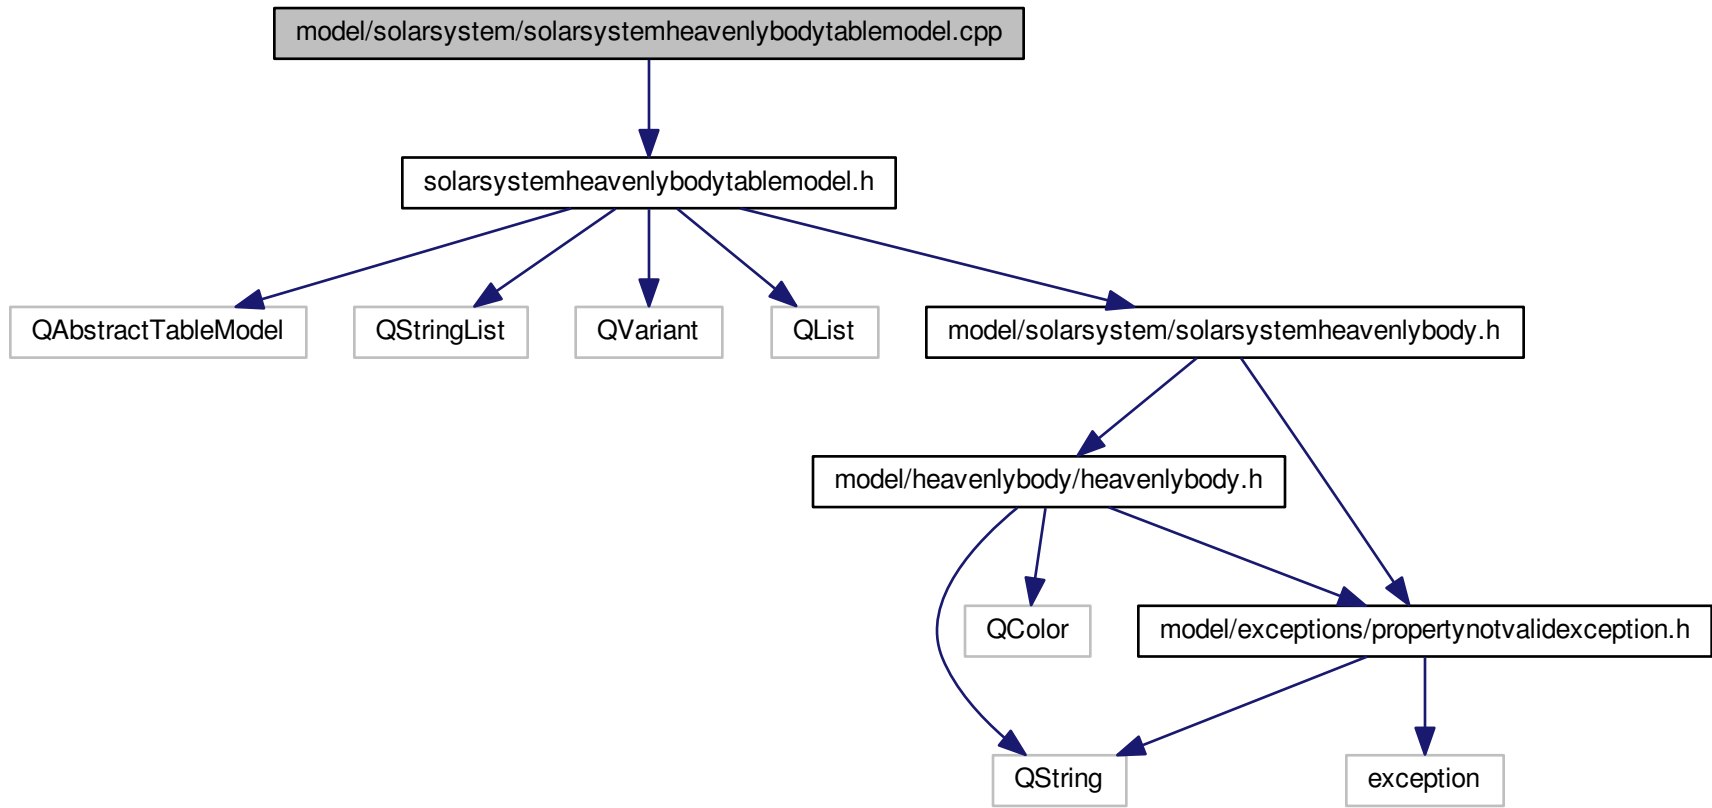 model/solarsystem/solarsystemheavenlybodytablemodel.cpp
solarsystemheavenlybodytablemodel.h
QAbstractTableModel
QStringList
QVariant
QList
model/solarsystem/solarsystemheavenlybody.h
model/heavenlybody/heavenlybody.h
QColor
model/exceptions/propertynotvalidexception.h
QString
exception